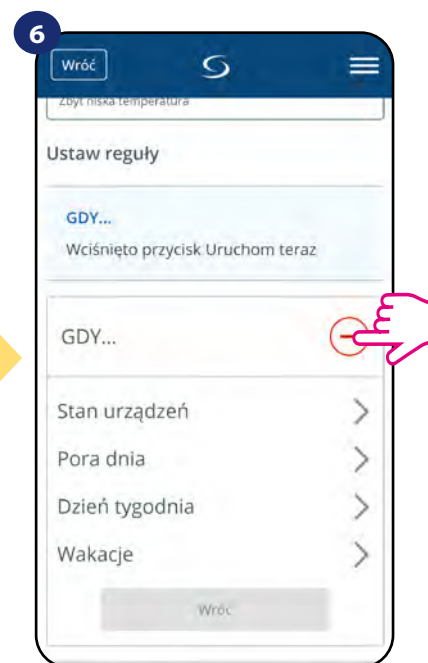 6
Wróć
Zbyt niska temperatura
Ustaw reguły
GDY...
Wciśnięto przycisk Uruchom teraz
GDY...
Stan urządzeń
Pora dnia
Dzień tygodnia
Wakacje
Wróć